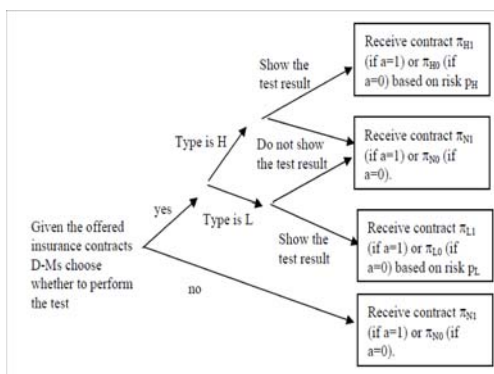 Receive contract πH1
(if a=1) or πH0 (if
a=0) based on risk pH
Show the
test result
Type is H
Do not show
the test result
Receive contract πN1
(if a=1) or πN0 (if
a=0).
yes
Type is L
Given the offered
insurance contracts
D-Ms choose
whether to perform
the test
Show the
test result
Receive contract πL1
(if a=1) or πL0 (if
a=0) based on risk pL
no
Receive contract πN1
(if a=1) or πN0 (if
a=0).